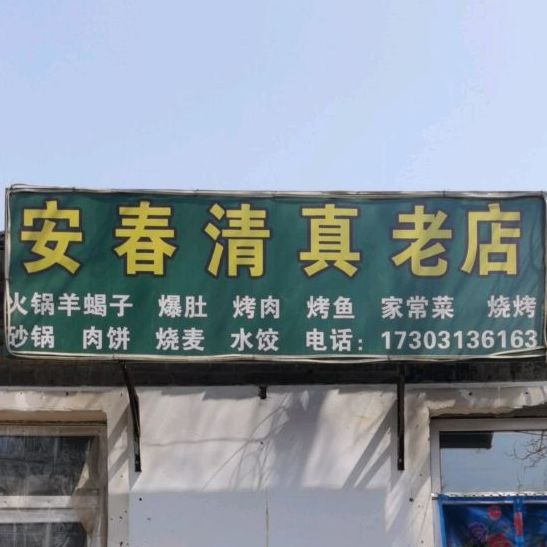 安春清真老店
火锅羊蝎子 爆肚 烤肉 烤鱼 家常菜 烧烤
砂锅 肉饼 烧麦 水饺 电话：17303136163